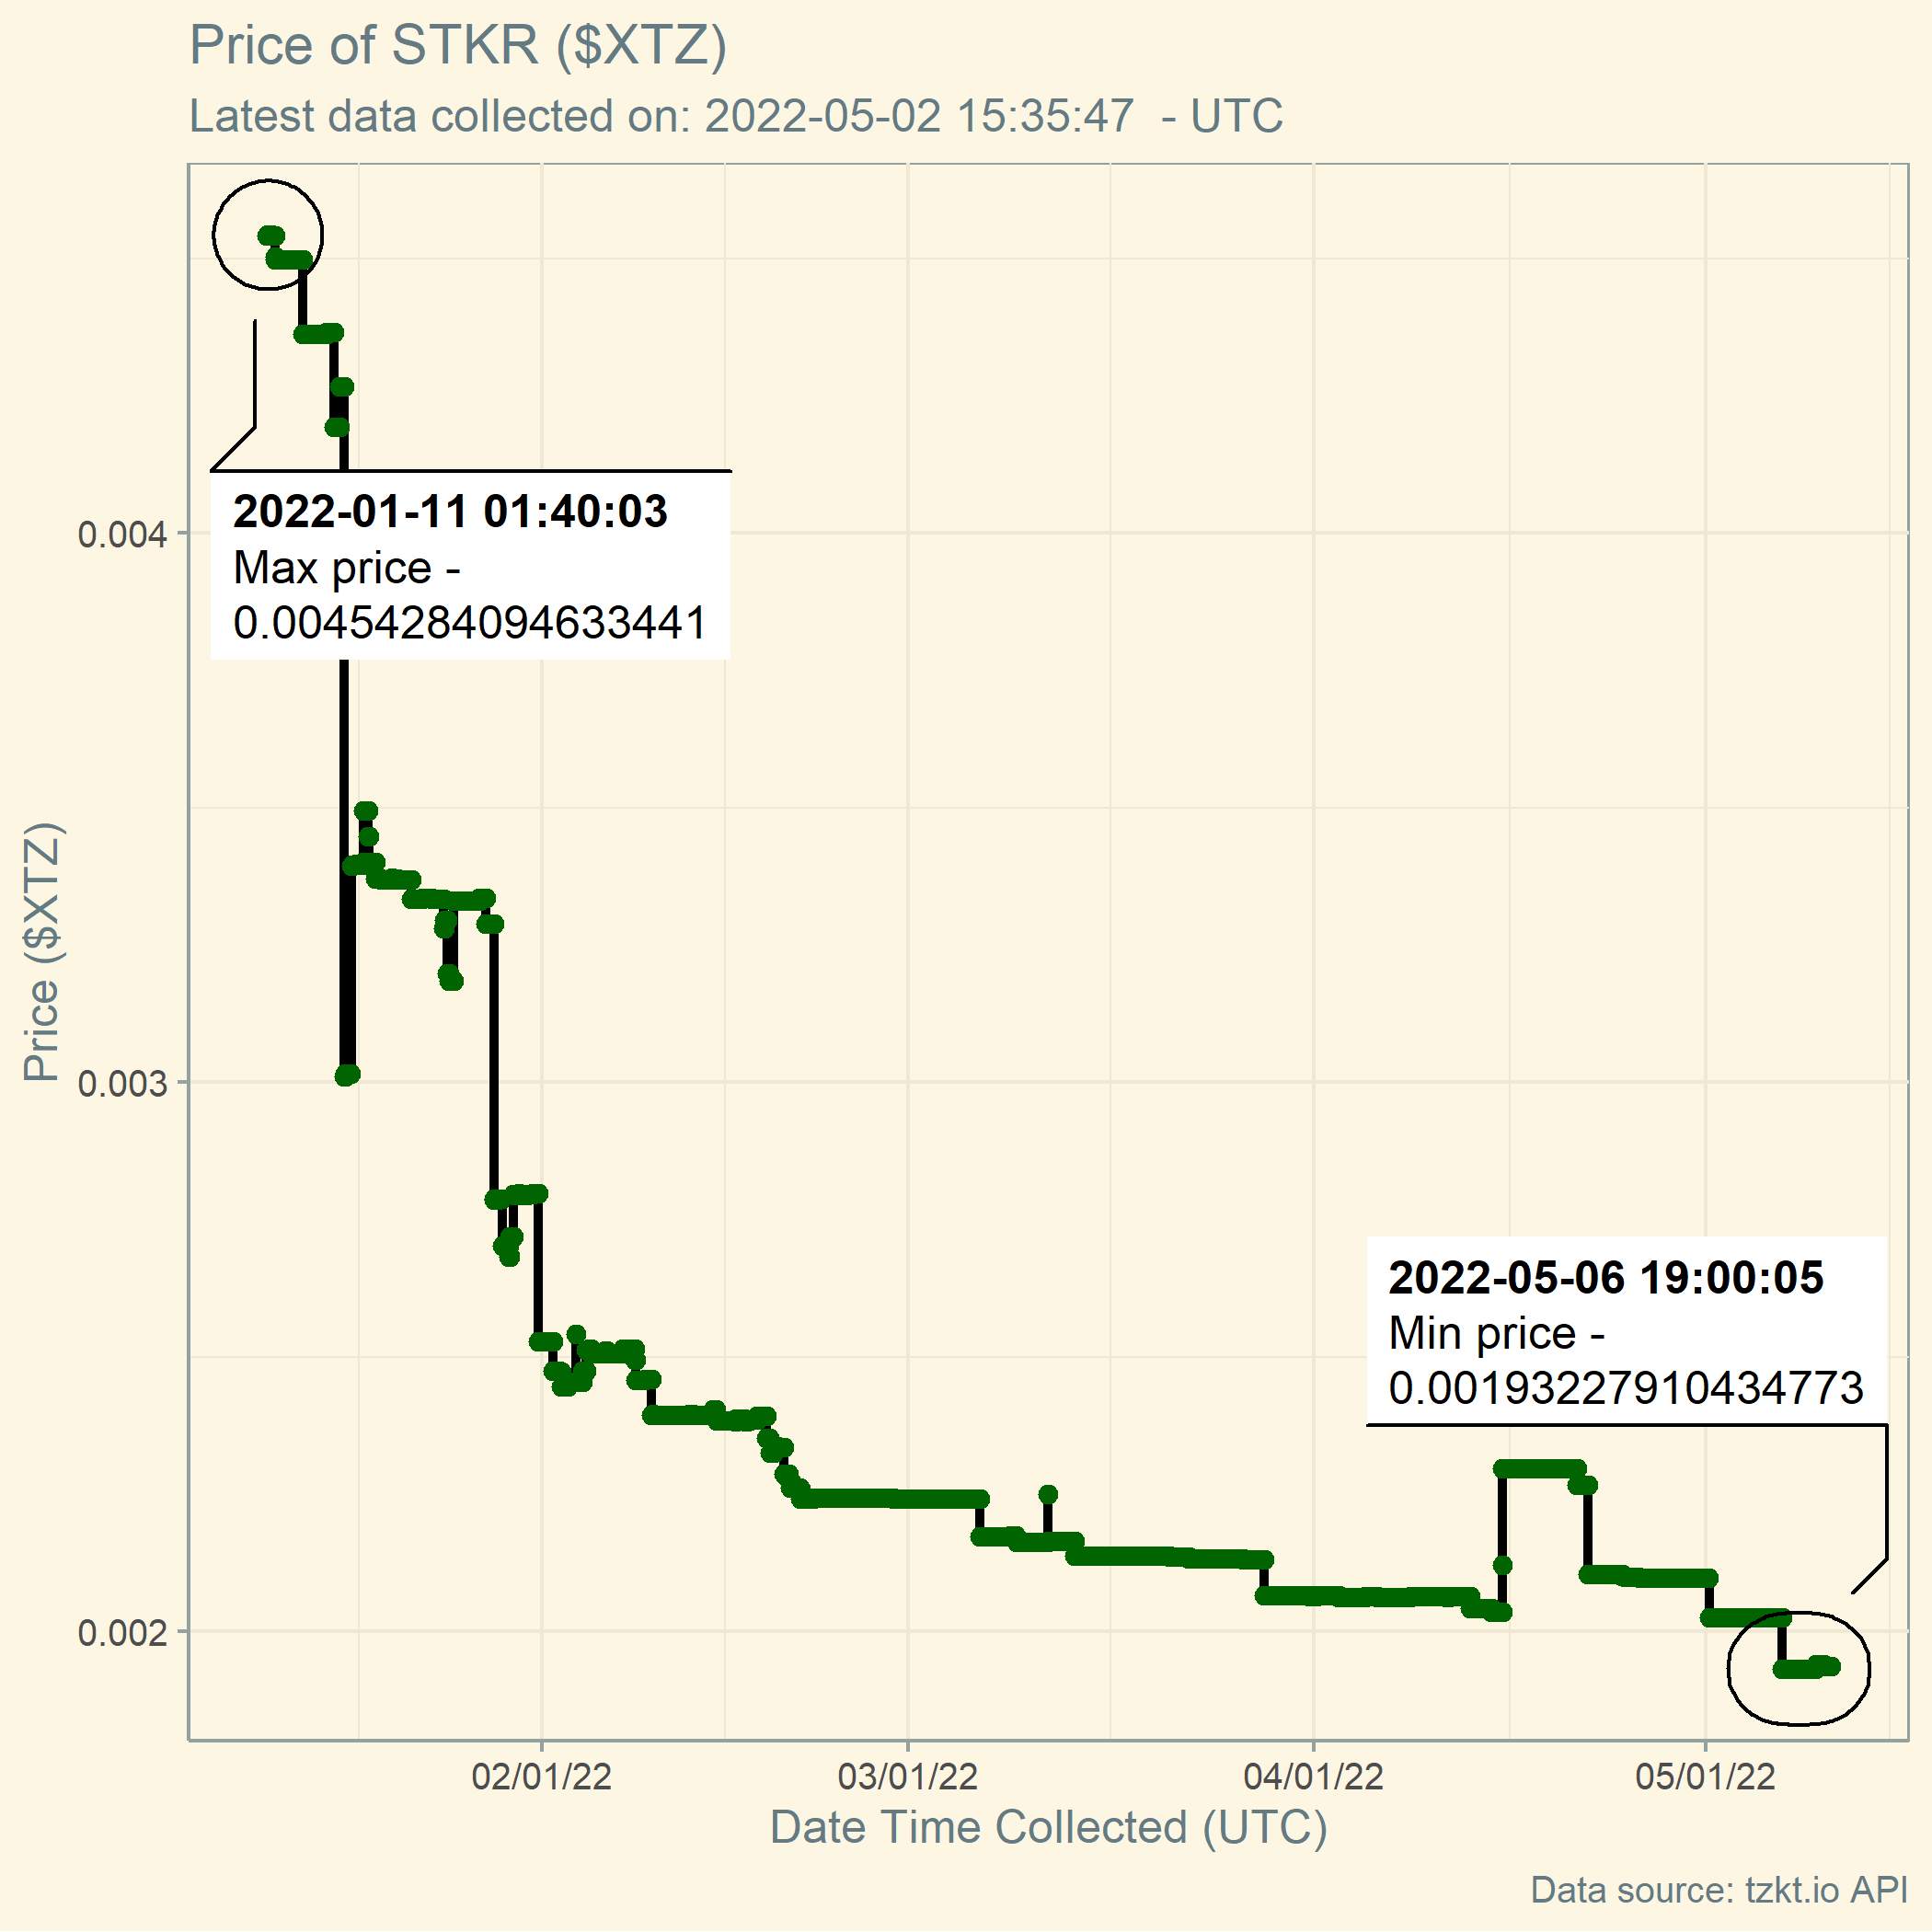 Price of STKR ($XTZ)
Latest data collected on: 2022-05-02 15:35:47  - UTC
2022-01-11 01:40:03
Max price -
0.00454284094633441
0.004
0.003
0.002
Price ($XTZ)
2022-05-06 19:00:05
Min price -
0.00193227910434773
02/01/22
03/01/22
04/01/22
05/01/22
Date Time Collected (UTC)
Data source: tzkt.io API